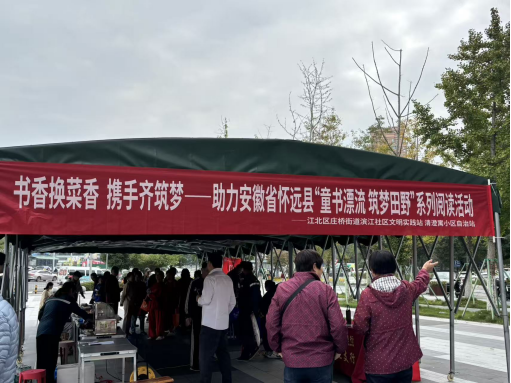 书香换菜香 携手齐筑梦——助力安徽省怀远县“童书漂流 筑梦田野”系列阅读活动
——江北区庄桥街道滨江社区文明实践站 清澄寓小区自治站